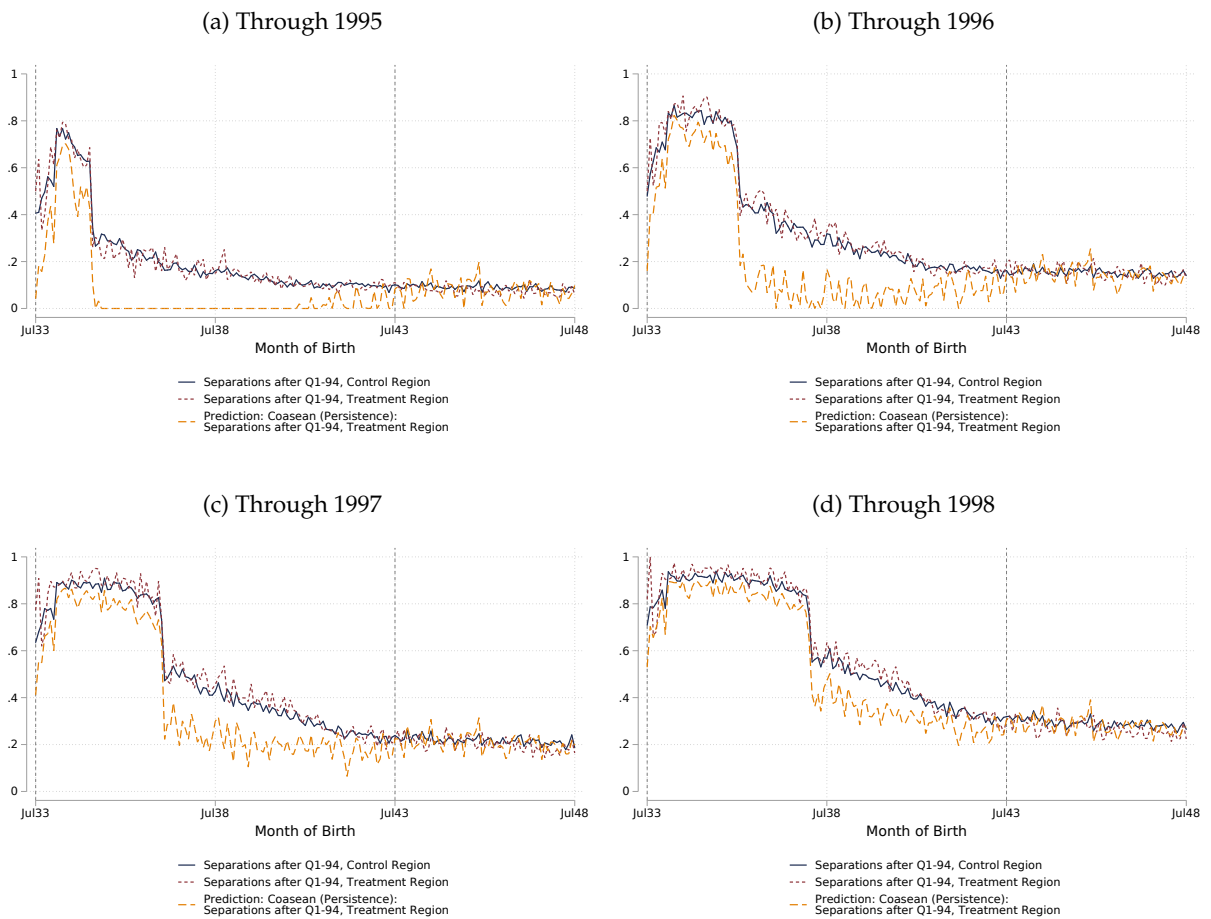 (a) Through 1995
1
.8
.6
.4
.2
0
Jul33
Jul38
Jul43
Jul48
Month of Birth
Separations after Q1-94, Control Region
Separations after Q1-94, Treatment Region
Prediction: Coasean (Persistence):
Separations after Q1-94, Treatment Region
(b) Through 1996
1
.8
.6
.4
.2
0
Jul33
Jul38
Jul43
Jul48
Month of Birth
Separations after Q1-94, Control Region
Separations after Q1-94, Treatment Region
Prediction: Coasean (Persistence):
Separations after Q1-94, Treatment Region
(c) Through 1997
1
.8
.6
.4
.2
0
Jul33
Jul38
Jul43
Jul48
Month of Birth
Separations after Q1-94, Control Region
Separations after Q1-94, Treatment Region
Prediction: Coasean (Persistence):
Separations after Q1-94, Treatment Region
(d) Through 1998
1
.8
.6
.4
.2
0
Jul33
Jul38
Jul43
Jul48
Month of Birth
Separations after Q1-94, Control Region
Separations after Q1-94, Treatment Region
Prediction: Coasean (Persistence):
Separations after Q1-94, Treatment Region